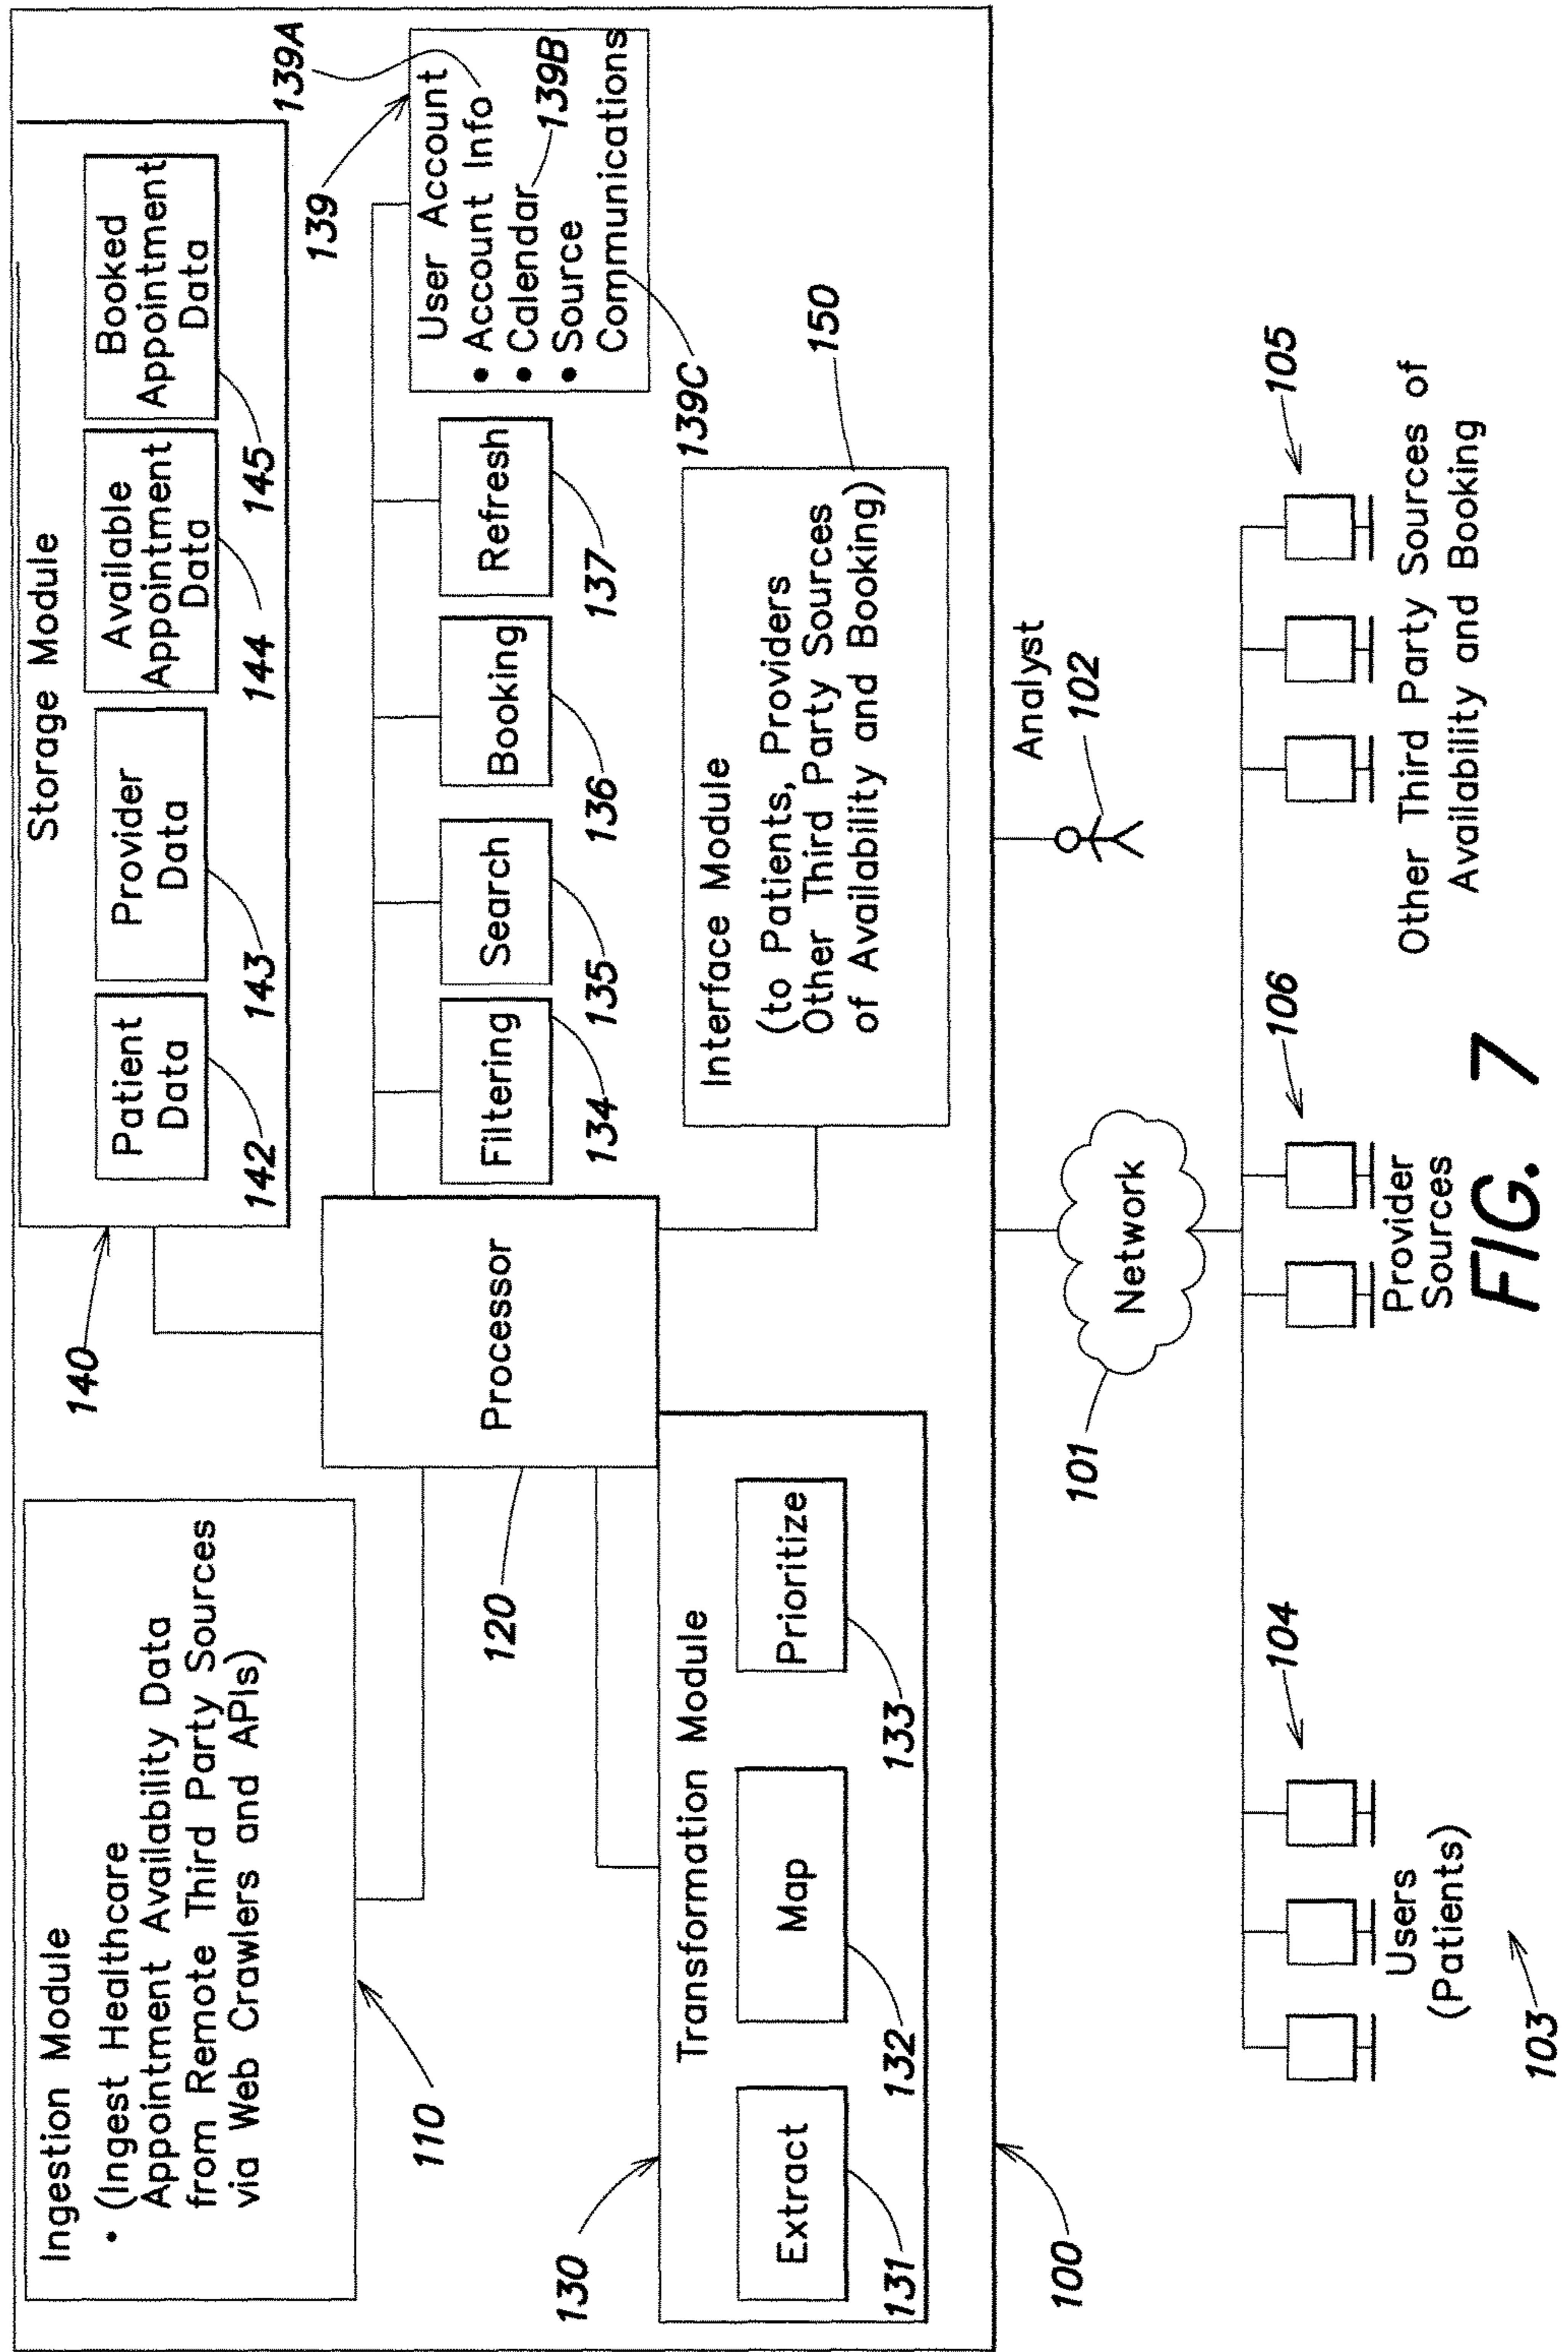 Ingestion Module
• (Ingest Healthcare
Appointment Availability Data
from Remote Third Party Sources
via Web Crawlers and APIs)
110
140
Storage Module
Patient
Data
142
Provider
Data
143
Available
Appointment
Data
144
Booked
Appointment
Data
145
Processor
120
Filtering
134
Search
135
Booking
136
Refresh
137
139
139A
User Account
• Account Info
• Calendar
139B
• Source
Communications
139C
130
Transformation Module
Extract
131
Map
132
Prioritize
133
Interface Module
(to Patients, Providers
Other Third Party Sources
of Availability and Booking)
150
100
Analyst
102
Network
101
104
Users
(Patients)
103
106
Provider
Sources
105
Other Third Party Sources of
Availability and Booking
FIG. 7